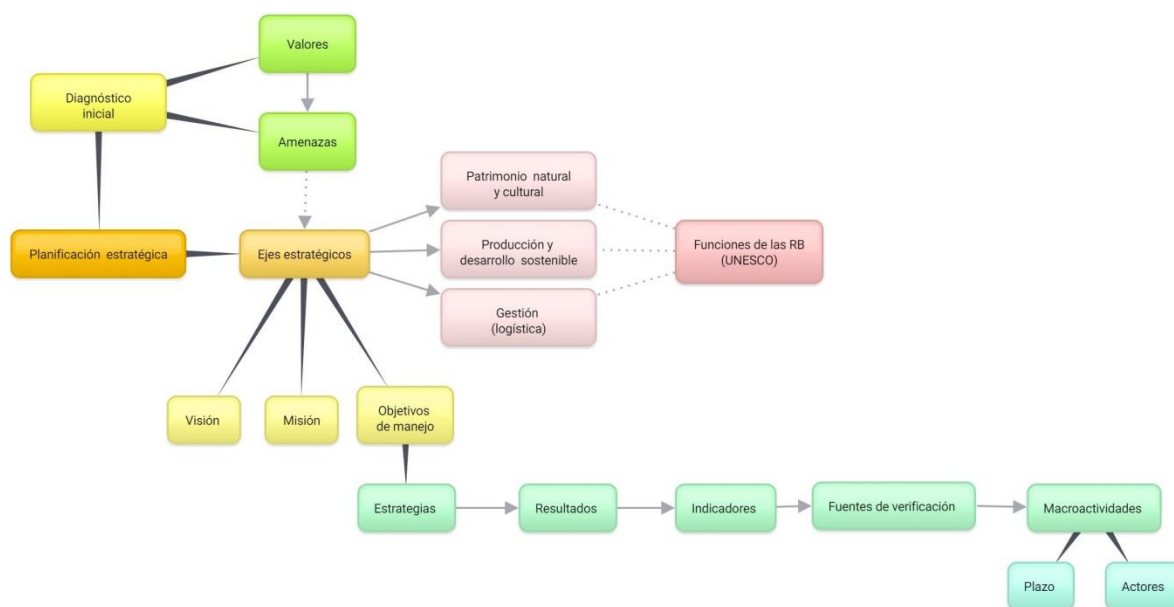 Valores
Diagnóstico
inicial
Amenazas
Patrimonio natural
y cultural
Planificación estratégica
Ejes estratégicos
Producción y
desarrollo sostenible
Funciones de las RB
(UNESCO)
Gestión
(logística)
Visión
Misión
Objetivos
de manejo
Estrategias
Resultados
Indicadores
Fuentes de verificación
Macroactividades
Plazo
Actores